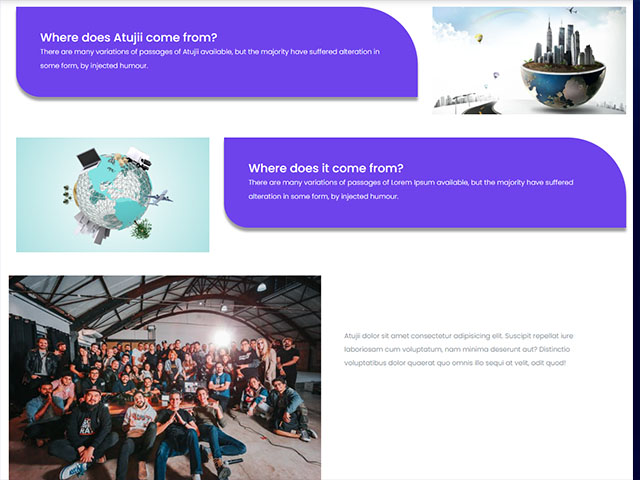 Where does Atujii come from?
There are many variations of passages of Atujii available, but the majority have suffered alteration in
some form, by injected humour.
Where does it come from?
There are many variations of passages of Lorem Ipsum available, but the majority have suffered
alteration in some form, by injected humour.
Atujii dolor sit amet consectetur adipisicing elit. Suscipit repellat iure
laboriosam cum voluptatum, nam minima deserunt aut? Distinctio
voluptatibus dolor quaerat quo omnis illo sequi at velit, odit quod!